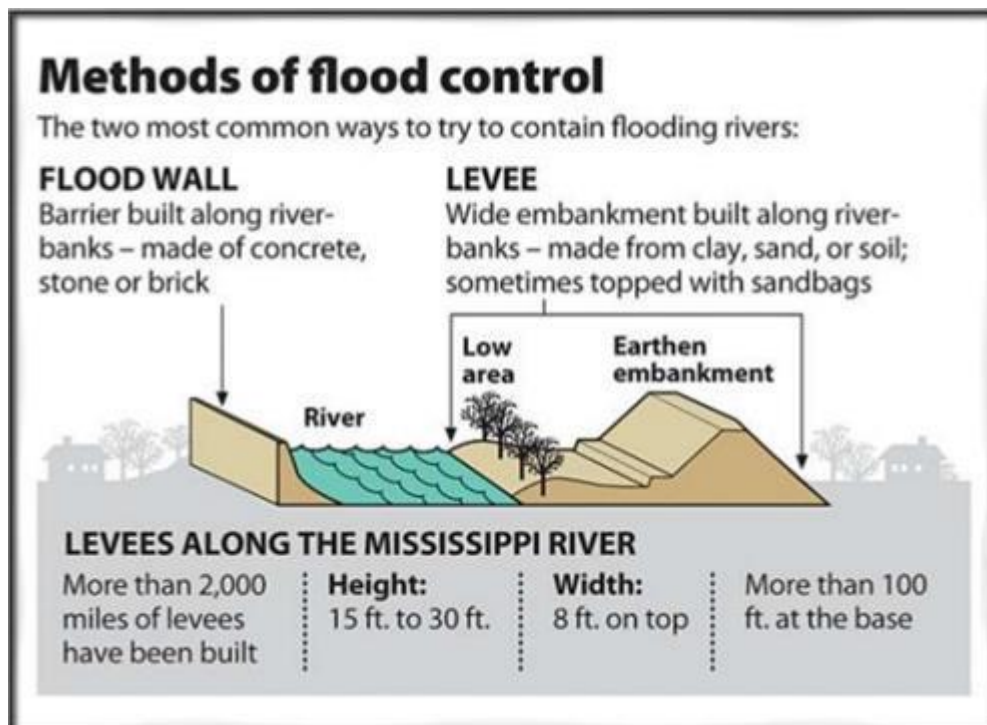 Methods of flood control
The two most common ways to try to contain flooding rivers:
FLOOD WALL
Barrier built along river-
banks – made of concrete,
stone or brick
LEVEE
Wide embankment built along river-
banks – made from clay, sand, or soil;
sometimes topped with sandbags
River
Low
area
Earthen
embankment
LEVEES ALONG THE MISSISSIPPI RIVER
More than 2,000
miles of levees
have been built
Height:
15 ft. to 30 ft.
Width:
8 ft. on top
More than 100
ft. at the base